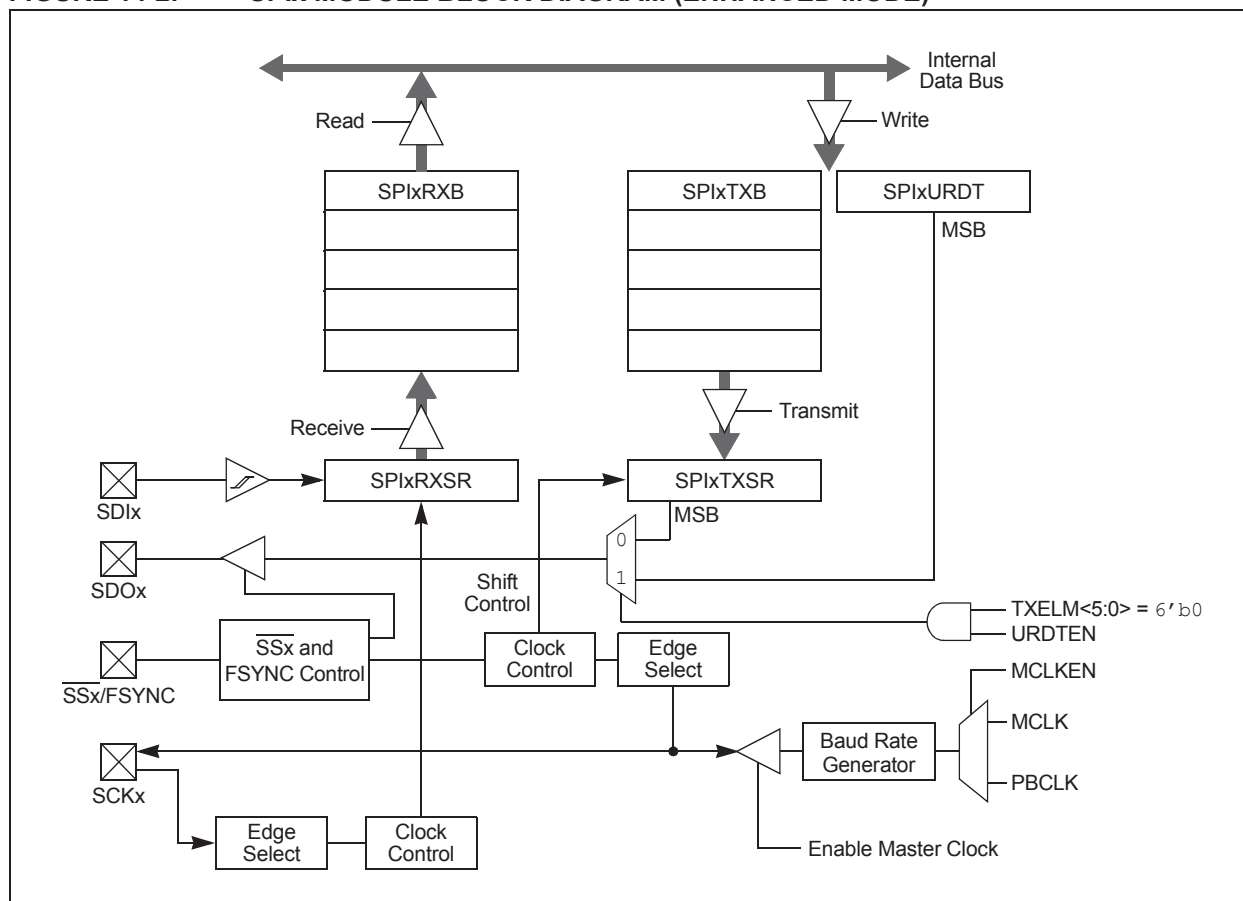 Internal
Data Bus
Read
Write
SPIxRXB
SPIxTXB
SPIxURDT
MSB
Transmit
Receive
SPIxRXSR
SPIxTXSR
SDIx
MSB
0
1
SDOx
Shift
Control
TXELM<5:0> = 6'b0
URDTEN
SSx and
FSYNC Control
Clock
Control
Edge
Select
MCLKEN
SSx/FSYNC
MCLK
Baud Rate
Generator
PBCLK
SCKx
Edge
Select
Clock
Control
Enable Master Clock